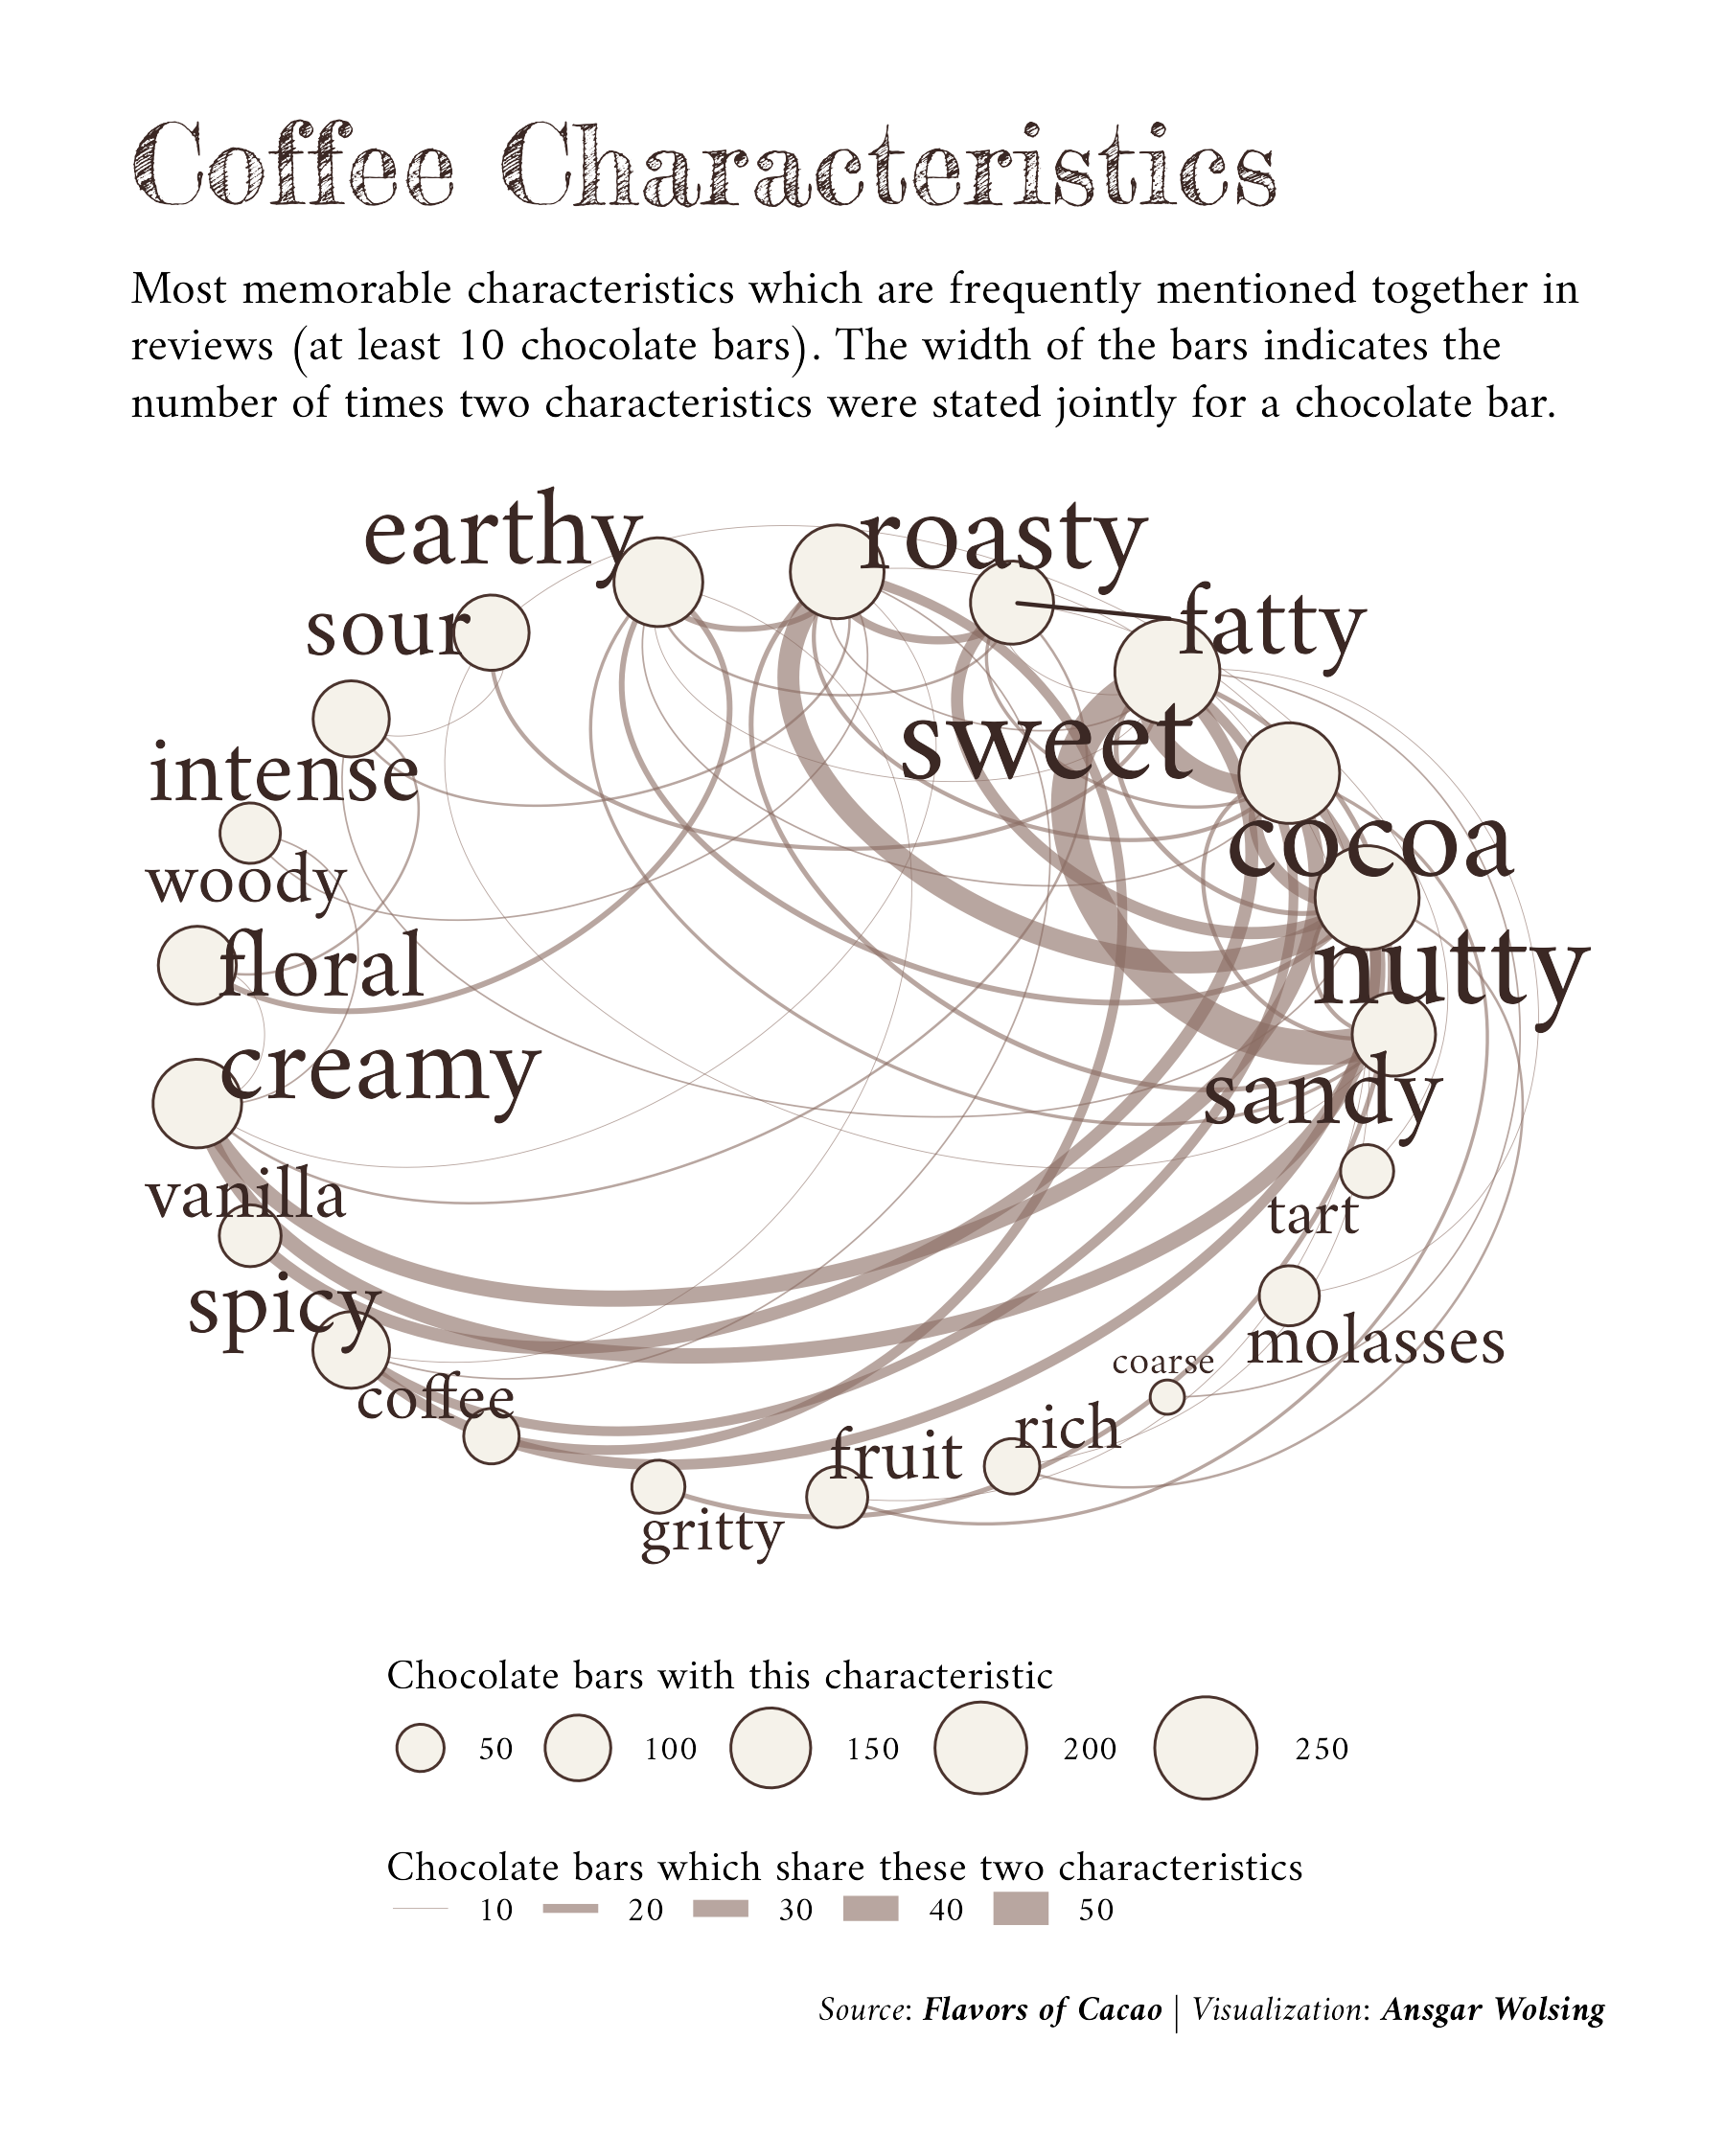 Coffee Characteristics
Most memorable characteristics which are frequently mentioned together in
reviews (at least 10 chocolate bars). The width of the bars indicates the
number of times two characteristics were stated jointly for a chocolate bar.
earthy
roasty
sour
fatty
intense
sweet
woody
cocoa
floral
nutty
creamy
sandy
vanilla
tart
spicy
molasses
coarse
coffee
rich
fruit
gritty
Chocolate bars with this characteristic
50 100 150 200 250
Chocolate bars which share these two characteristics
10 20 30 40 50
Source: Flavors of Cacao | Visualization: Ansgar Wolsing